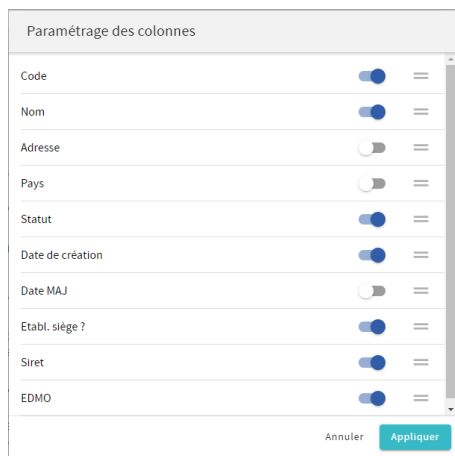 Paramétrage des colonnes
Code
Nom
Adresse
Pays
Statut
Date de création
Date MAJ
Etabl. siège ?
Siret
EDMO
Annuler Appliquer